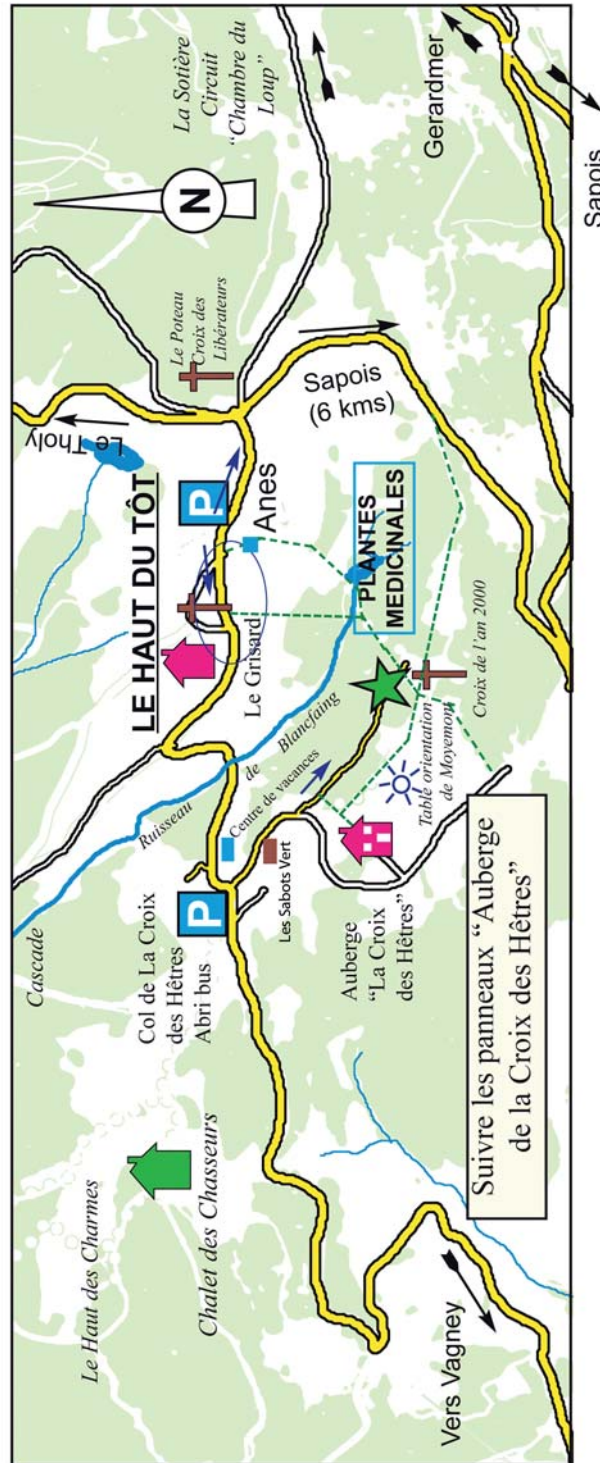 Le Haut des Charmes
Chalet des Chasseurs
Cascade
Col de La Croix
des Hêtres
Abri bus
P
Ruisseau
de
Blancfaing
Centre de vacances
Les Sabots Vert
LE HAUT DU TÔT
Le Grisard
P
Anes
Le Tholy
Le Poteau
Croix des
Libérateurs
N
La Sotière
Circuit
"Chambre du
Loup"
Sapois
(6 kms)
PLANTES
MEDICINALES
Auberge
"La Croix
des Hêtres"
Table orientation
de Moyemont
Croix de l'an 2000
Gerardmer
Sapois
Vers Vagney
Suivre les panneaux "Auberge
de la Croix des Hêtres"